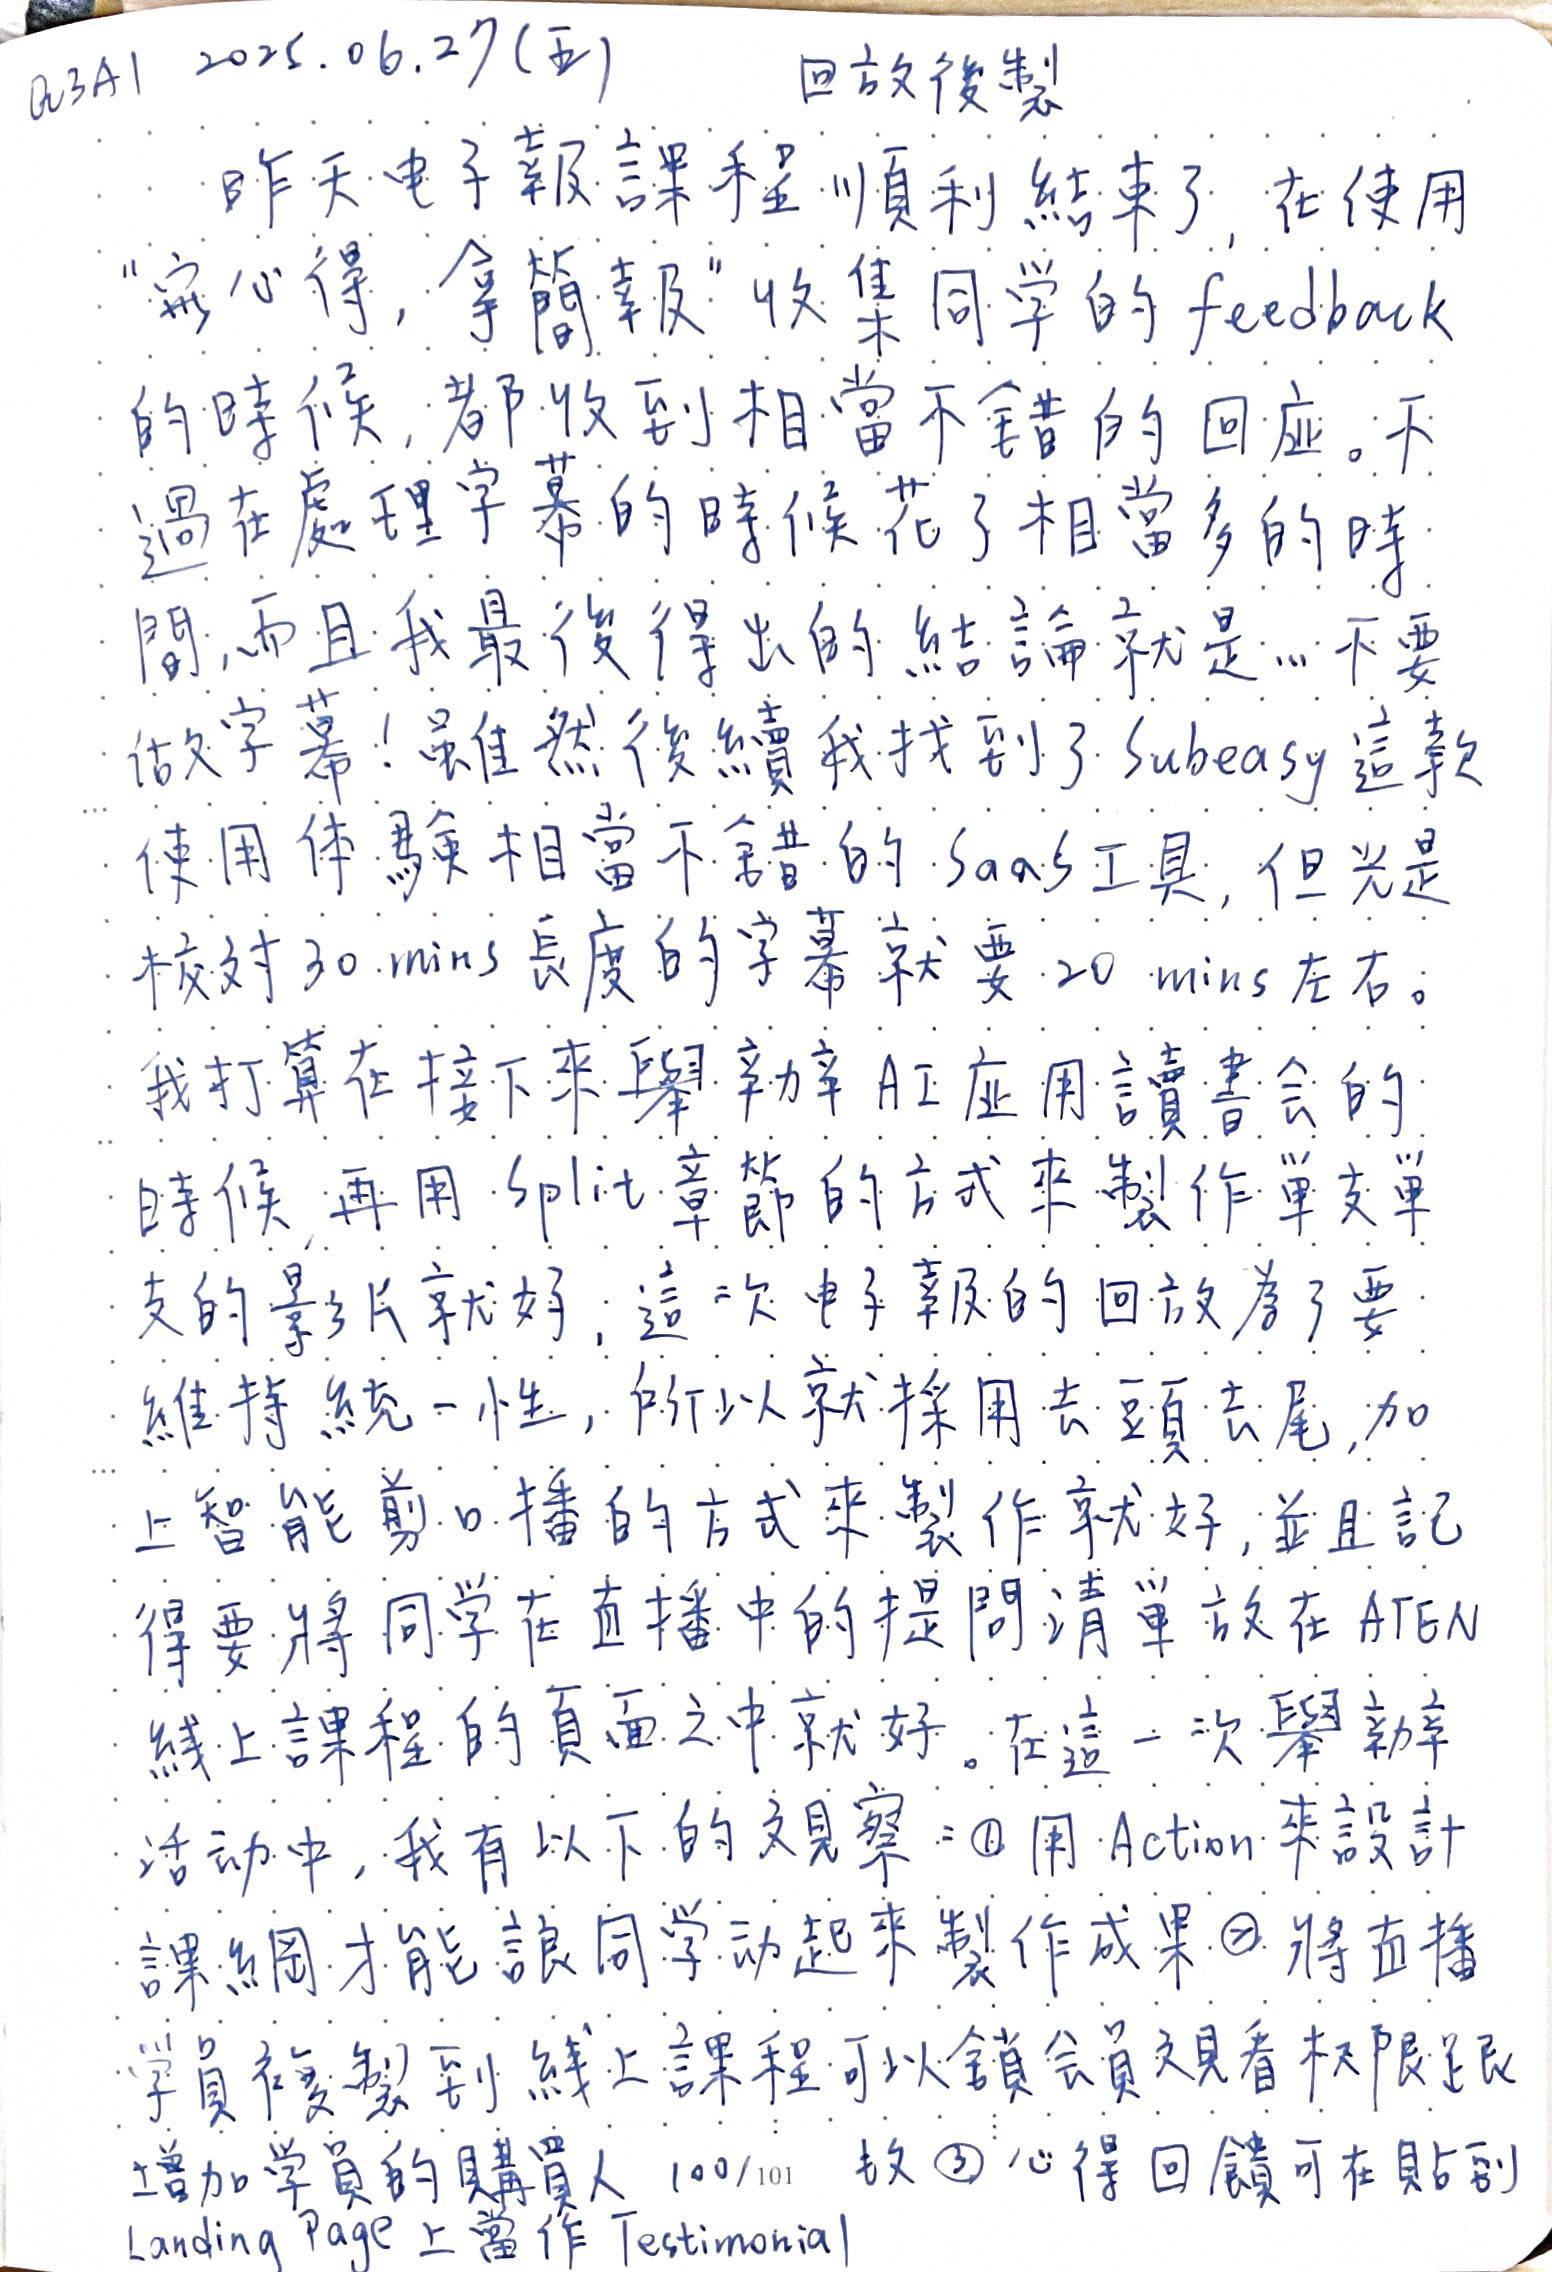 Q3A1 2025.06.27(五) 回放後製
昨天电子報課程順利結束了,在使用
"寫心得,拿簡報"收集同学的feedback
的時候,都收到相當不錯的回应。不
過在處理字幕的時候花了相當多的時
間,而且我最後得出的結論就是...不要
做字幕!雖然後續我找到了Subeasy這款
使用体驗相當不錯的SaaS工具,但光是
校对30mins長度的字幕就要20mins左右。
我打算在接下來舉辦AI应用讀書会的
時候,再用Split章節的方式來製作單支單
支的影片就好,這次电子報的回放為了要
維持統一性,所以就採用去頭去尾,加
上智能剪口播的方式來製作就好,並且記
得要將同学在直播中的提問清單放在ATEN
线上課程的頁面之中就好。在這一次舉辦
活动中,我有以下的观察:①用Action來設計
課綱才能讓同学动起來製作成果②將直播
学員複製到线上課程可以鎖会員观看权限跟
增加学員的購買人 100/101 数③心得回饋可在貼到
Landing Page上當作Testimonial